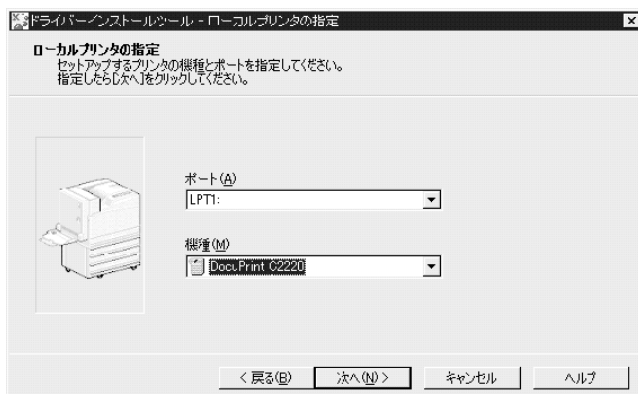 ドライバーインストールツール - ローカルプリンタの指定
ローカルプリンタの指定
セットアップするプリンタの機種とポートを指定してください。
指定したら[次へ]をクリックしてください。
ポート(A)
LPT1:
機種(M)
DocuPrint C2220
< 戻る(B)
次へ(N) >
キャンセル
ヘルプ